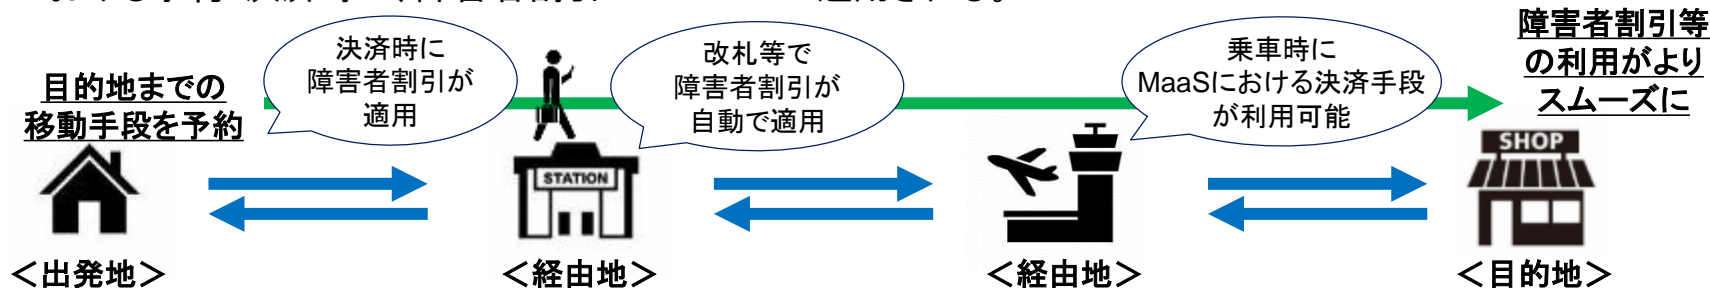 目的地までの
移動手段を予約
決済時に
障害者割引が
適用
改札等で
障害者割引が
自動で適用
乗車時に
MaaSにおける決済手段
が利用可能
障害者割引等
の利用がより
スムーズに
STATION
SHOP
＜出発地＞
＜経由地＞
＜経由地＞
＜目的地＞